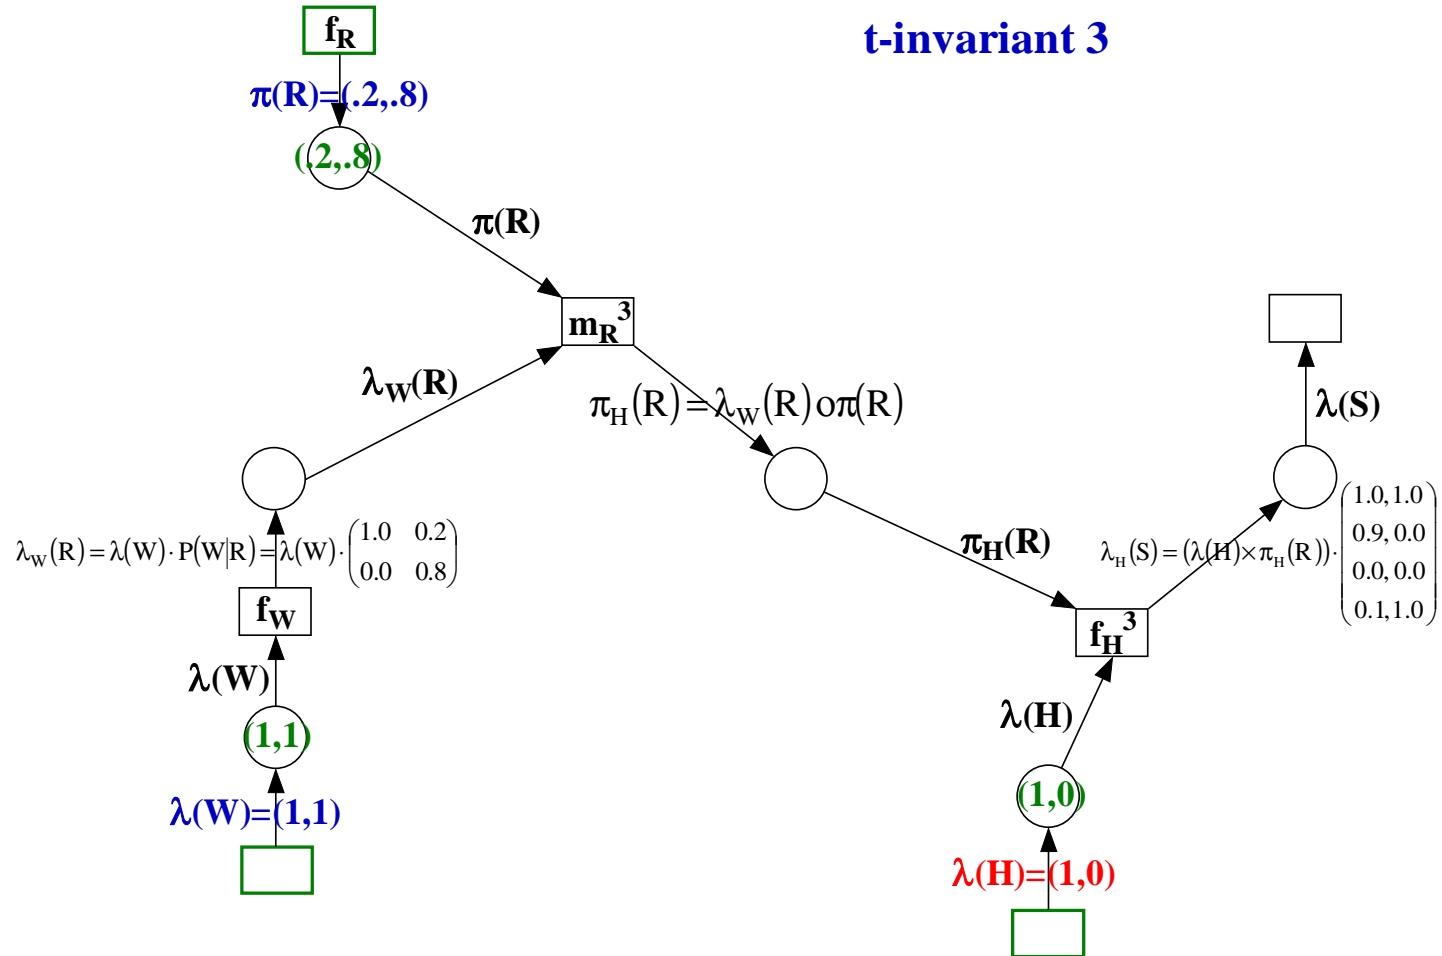 t-invariant 3
f_R
π(R)=(.2,.8)
(.2,.8)
π(R)
m_R^3
λ_W(R)
π_H(R)=λ_W(R)oπ(R)
λ(S)
λ_W(R)=λ(W)·P(W|R)=λ(W)·(1.0 0.2
0.0 0.8)
π_H(R)
λ_H(S)=(λ(H)×π_H(R))·(1.0,1.0
0.9,0.0
0.0,0.0
0.1,1.0)
f_W
f_H^3
λ(W)
λ(H)
(1,1)
(1,0)
λ(W)=(1,1)
λ(H)=(1,0)